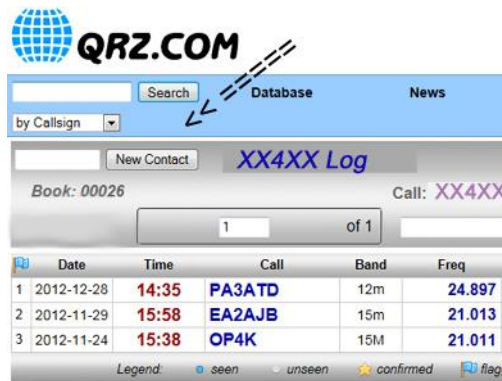 QRZ.COM
Search Database News
by Callsign
New Contact XX4XX Log
Book: 00026 Call: XX4XX
1 of 1
Date Time Call Band Freq
1 2012-12-28 14:35 PA3ATD 12m 24.897
2 2012-11-29 15:58 EA2AJB 15m 21.013
3 2012-11-24 15:38 OP4K 15M 21.011
Legend: seen unseen confirmed flag